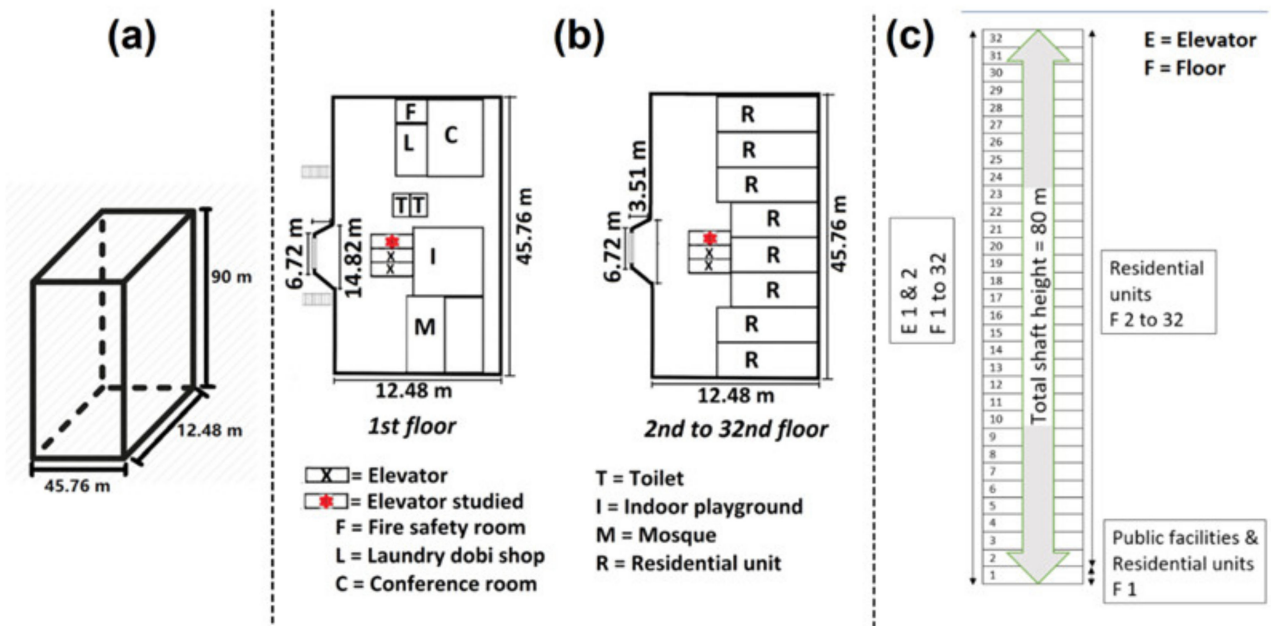 (a)
90 m
12.48 m
45.76 m
(b)
F
L
C
T T
6.72 m
14.82 m
X
X
I
M
45.76 m
12.48 m
1st floor
R
R
R
R
R
R
R
R
3.51 m
6.72 m
X
X
45.76 m
12.48 m
2nd to 32nd floor
X = Elevator
= Elevator studied
F = Fire safety room
L = Laundry dobi shop
C = Conference room
T = Toilet
I = Indoor playground
M = Mosque
R = Residential unit
(c)
E = Elevator
F = Floor
32
31
30
29
28
27
26
25
24
23
22
21
20
19
18
17
16
15
14
13
12
11
10
9
8
7
6
5
4
3
2
1
Total shaft height = 80 m
E 1 & 2
F 1 to 32
Residential
units
F 2 to 32
Public facilities &
Residential units
F 1